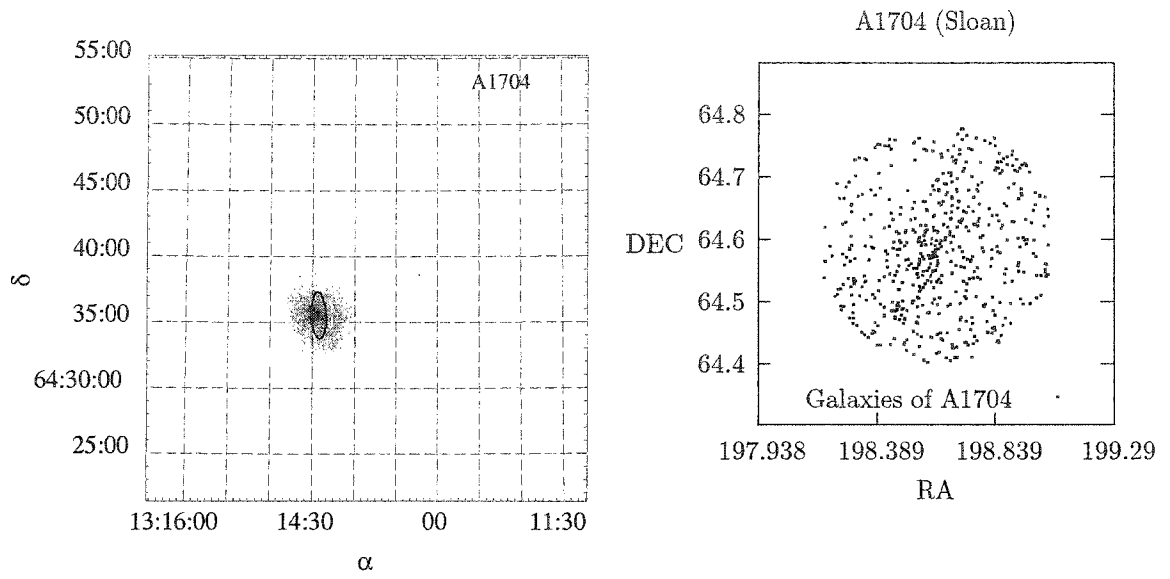 55:00
50:00
45:00
40:00
35:00
64:30:00
25:00
δ
A1704
13:16:00 14:30 00 11:30
α
A1704 (Sloan)
64.8
64.7
DEC 64.6
64.5
64.4
Galaxies of A1704
197.938 198.389 198.839 199.29
RA